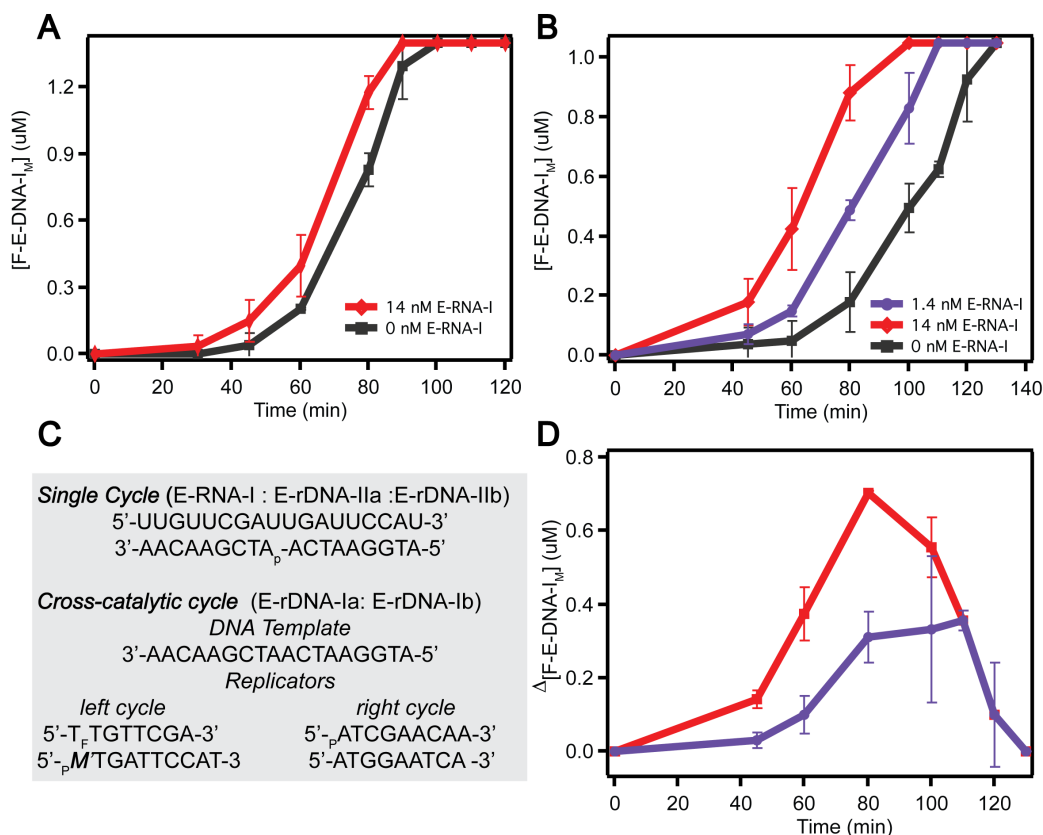 A
[F-E-DNA-I_M] (uM)
1.2
0.9
0.6
0.3
0.0
14 nM E-RNA-I
0 nM E-RNA-I
0 20 40 60 80 100 120
Time (min)
B
[F-E-DNA-I_M] (uM)
1.0
0.8
0.6
0.4
0.2
0.0
1.4 nM E-RNA-I
14 nM E-RNA-I
0 nM E-RNA-I
0 20 40 60 80 100 120 140
Time (min)
C
Single Cycle (E-RNA-I : E-rDNA-IIa :E-rDNA-IIb)
5'-UUGUUCGAUUGAUUCCAU-3'
3'-AACAAGCTA_p-ACTAAGGTA-5'
Cross-catalytic cycle (E-rDNA-Ia: E-rDNA-Ib)
DNA Template
3'-AACAAGCTAACTAAGGTA-5'
Replicators
left cycle right cycle
5'-T_FTGTTCGA-3' 5'-_PATCGAACAA-3'
5'-_PM'TGATTCCAT-3 5'-ATGGAATCA -3'
D
Δ[F-E-DNA-I_M] (uM)
0.8
0.6
0.4
0.2
0.0
0 20 40 60 80 100 120
Time (min)